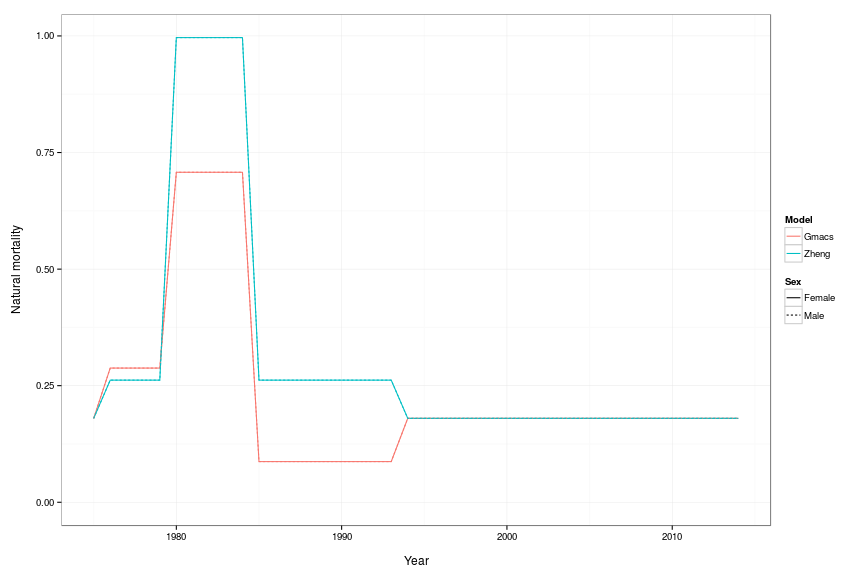 1.00
0.75
0.50
0.25
0.00
Natural mortality
1980
1990
2000
2010
Year
Model
Gmacs
Zheng
Sex
Female
Male